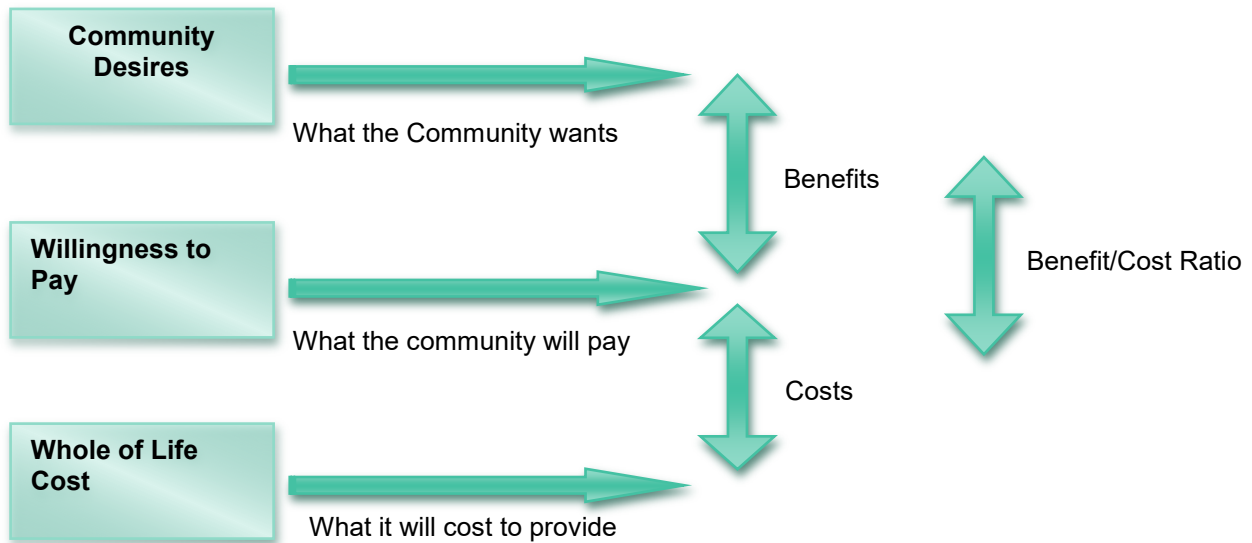 Community
Desires
What the Community wants
Benefits
Willingness to
Pay
Benefit/Cost Ratio
What the community will pay
Costs
Whole of Life
Cost
What it will cost to provide